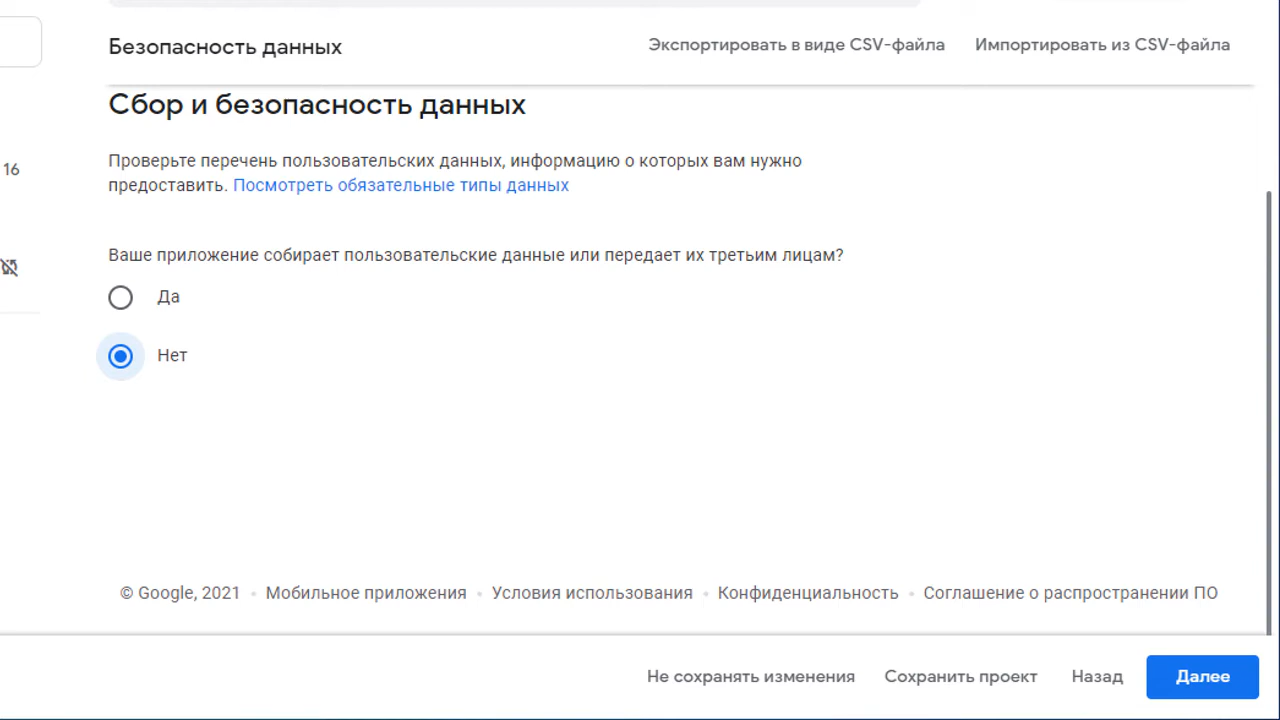 Безопасность данных
Экспортировать в виде CSV-файла
Импортировать из CSV-файла
Сбор и безопасность данных
Проверьте перечень пользовательских данных, информацию о которых вам нужно
предоставить. Посмотреть обязательные типы данных
16
Ваше приложение собирает пользовательские данные или передает их третьим лицам?
Да
Нет
© Google, 2021 • Мобильное приложения • Условия использования • Конфиденциальность • Соглашение о распространении ПО
Не сохранять изменения
Сохранить проект
Назад
Далее